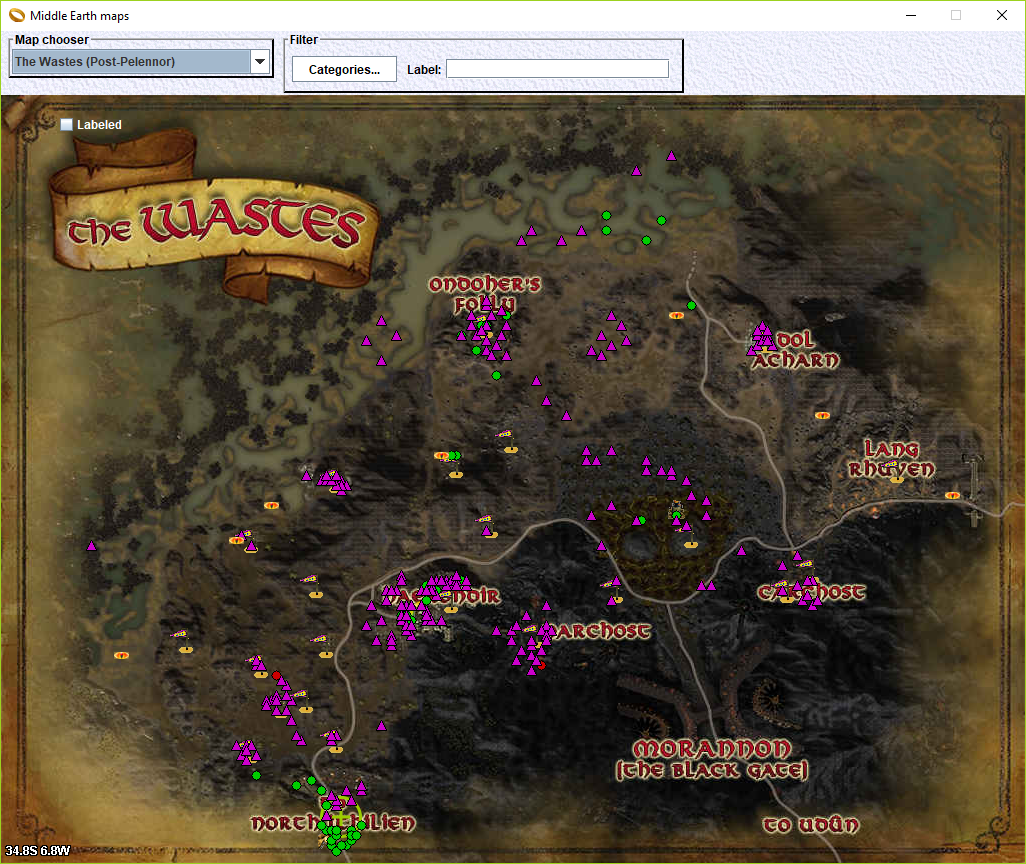 Middle Earth maps
Map chooser
The Wastes (Post-Pelennor)
Filter
Categories...
Label:
Labeled
the WASTES
ONDOHER'S
FOLLY
DOL
ACHARN
LANG
RHUVEN
CARCHOST
MORANNON
(THE BLACK GATE)
TO UDÛN
34.8S 6.8W